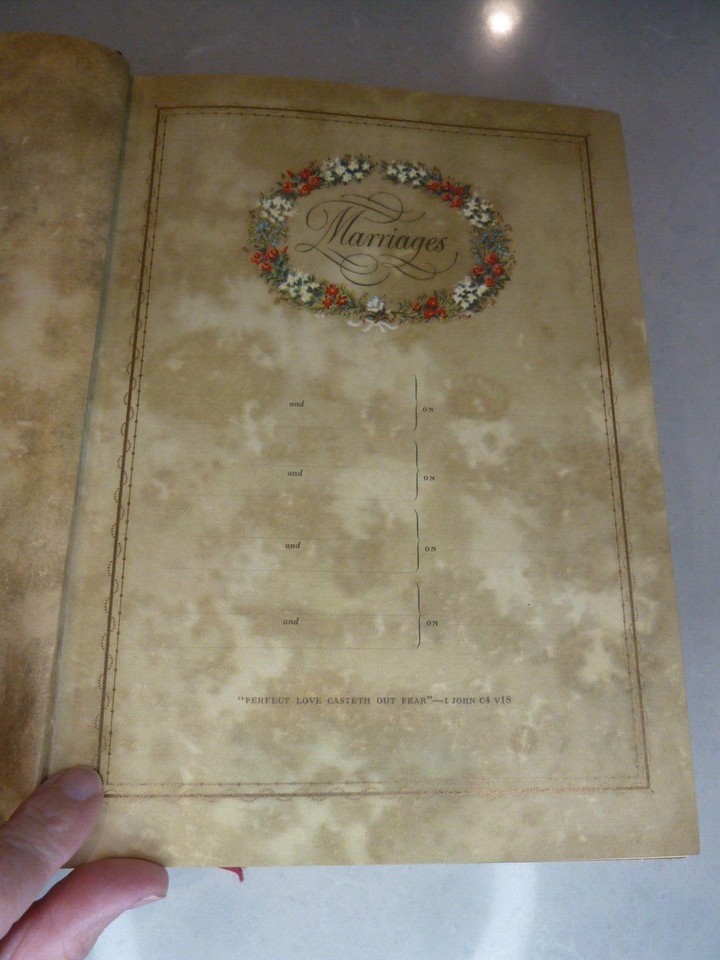 Marriages
and } ON
and } ON
and } ON
and } ON
"PERFECT LOVE CASTETH OUT FEAR"—I JOHN C4 V18